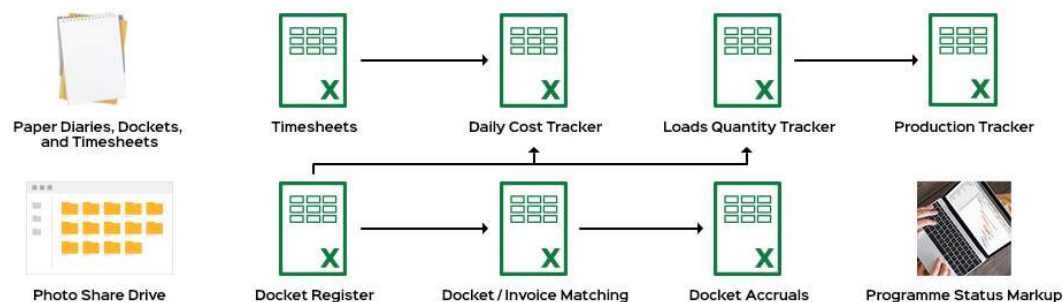 X
X
X
X
Paper Diaries, Dockets,
and Timesheets
Timesheets
Daily Cost Tracker
Loads Quantity Tracker
Production Tracker
X
X
X
Photo Share Drive
Docket Register
Docket / Invoice Matching
Docket Accruals
Programme Status Markup